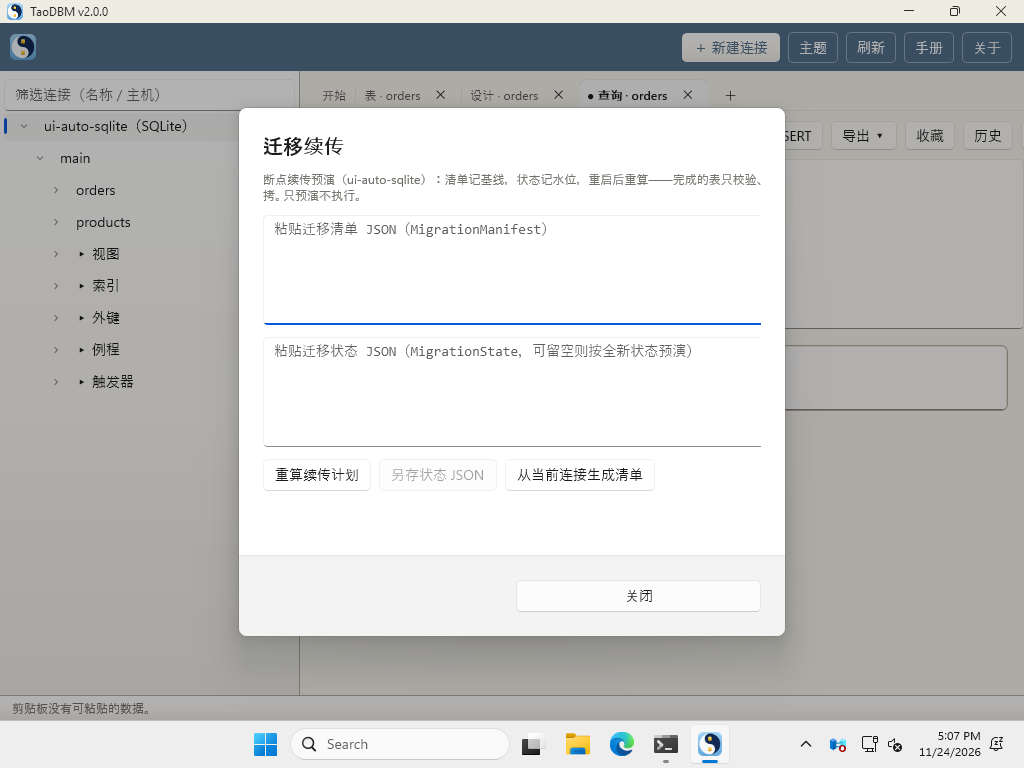 TaoDBM v2.0.0
+ 新建连接
主题
刷新
手册
关于
筛选连接（名称 / 主机）
开始
表 · orders
设计 · orders
● 查询 · orders
ui-auto-sqlite（SQLite）
main
orders
products
视图
索引
外键
例程
触发器
SERT
导出
收藏
历史
迁移续传
断点续传预演（ui-auto-sqlite）：清单记基线，状态记水位，重启后重算——完成的表只校验、
拷。只预演不执行。
粘贴迁移清单 JSON（MigrationManifest）
粘贴迁移状态 JSON（MigrationState，可留空则按全新状态预演）
重算续传计划
另存状态 JSON
从当前连接生成清单
关闭
剪贴板没有可粘贴的数据。
Search
5:07 PM
11/24/2026